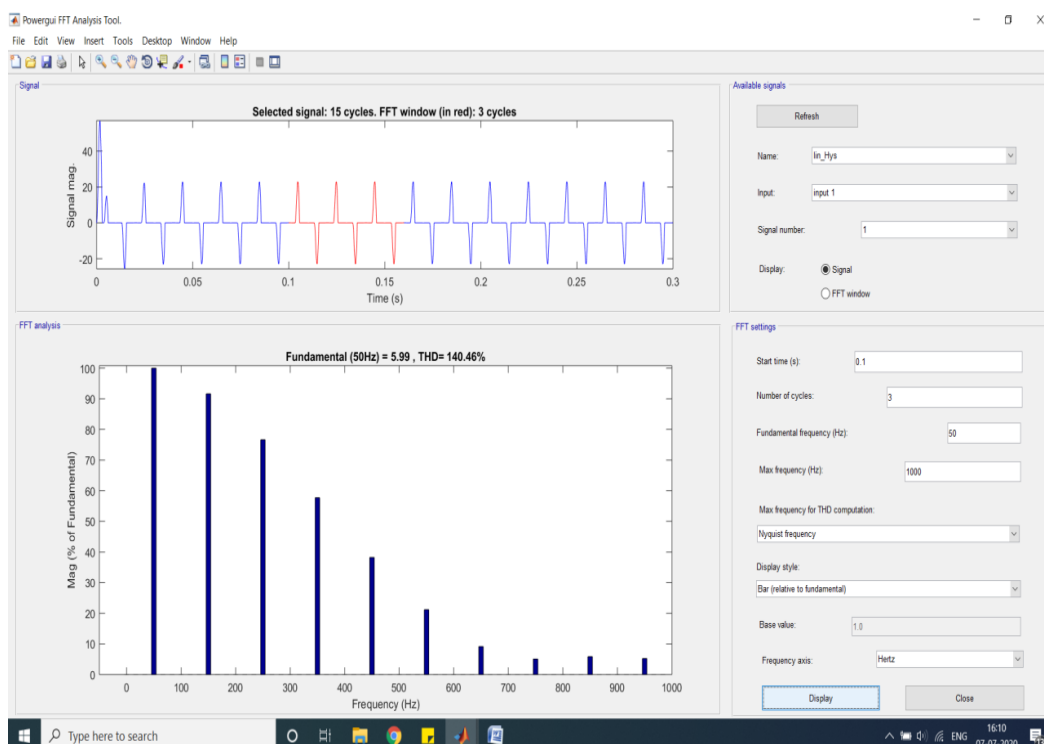 Powergui FFT Analysis Tool.
File Edit View Insert Tools Desktop Window Help
Signal
Selected signal: 15 cycles. FFT window (in red): 3 cycles
Signal mag.
40
20
0
-20
0 0.05 0.1 0.15 0.2 0.25 0.3
Time (s)
FFT analysis
Fundamental (50Hz) = 5.99 , THD= 140.46%
Mag (% of Fundamental)
100
90
80
70
60
50
40
30
20
10
0
0 100 200 300 400 500 600 700 800 900 1000
Frequency (Hz)
Available signals
Refresh
Name: Iin_Hys
Input: input 1
Signal number: 1
Display: Signal
FFT window
FFT settings
Start time (s): 0.1
Number of cycles: 3
Fundamental frequency (Hz): 50
Max frequency (Hz): 1000
Max frequency for THD computation:
Nyquist frequency
Display style:
Bar (relative to fundamental)
Base value: 1.0
Frequency axis: Hertz
Display Close
Type here to search
ENG
16:10
07-07-2020